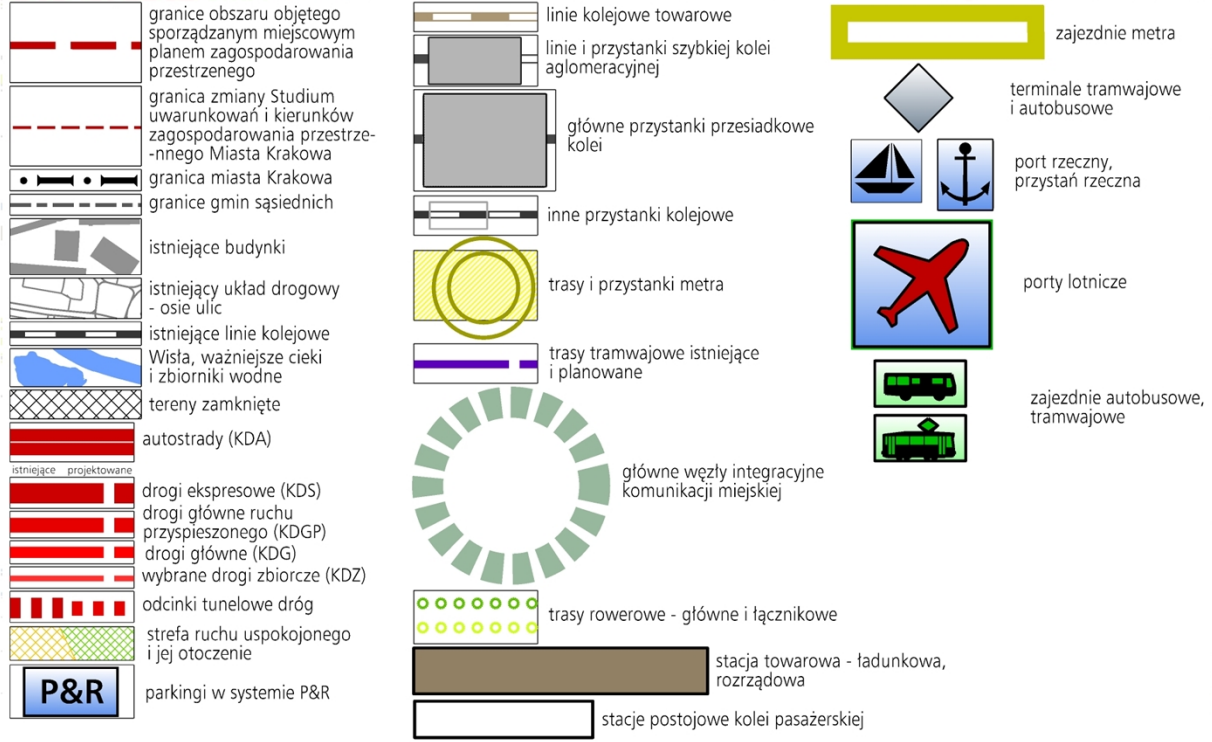 granice obszaru objętego
sporządzanym miejscowym
planem zagospodarowania
przestrzenego
granica zmiany Studium
uwarunkowań i kierunków
zagospodarowania przestrze-
-nnego Miasta Krakowa
granica miasta Krakowa
granice gmin sąsiednich
istniejące budynki
istniejący układ drogowy
- osie ulic
istniejące linie kolejowe
Wisła, ważniejsze cieki
i zbiorniki wodne
tereny zamknięte
autostrady (KDA)
istniejące projektowane
drogi ekspresowe (KDS)
drogi główne ruchu
przyspieszonego (KDGP)
drogi główne (KDG)
wybrane drogi zbiorcze (KDZ)
odcinki tunelowe dróg
strefa ruchu uspokojonego
i jej otoczenie
P&R
parkingi w systemie P&R
linie kolejowe towarowe
linie i przystanki szybkiej kolei
aglomeracyjnej
główne przystanki przesiadkowe
kolei
inne przystanki kolejowe
trasy i przystanki metra
trasy tramwajowe istniejące
i planowane
główne węzły integracyjne
komunikacji miejskiej
trasy rowerowe - główne i łącznikowe
stacja towarowa - ładunkowa,
rozrządowa
stacje postojowe kolei pasażerskiej
zajezdnie metra
terminale tramwajowe
i autobusowe
port rzeczny,
przystań rzeczna
porty lotnicze
zajezdnie autobusowe,
tramwajowe